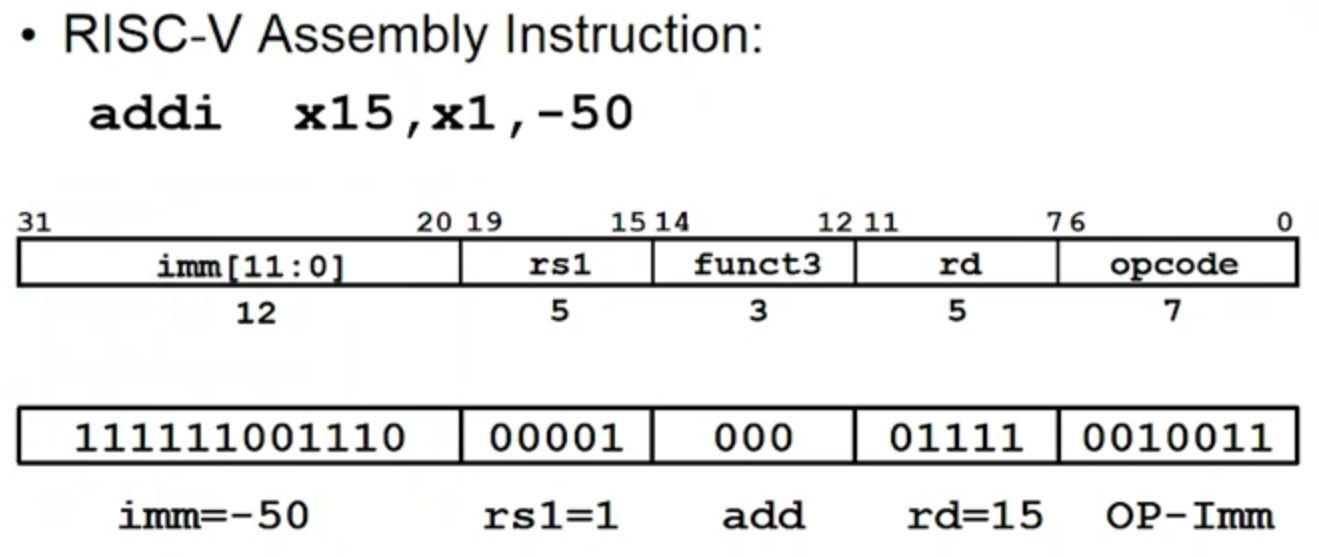 • RISC-V Assembly Instruction:
addi x15,x1,-50
31 20 19 15 14 12 11 7 6 0
imm[11:0] rs1 funct3 rd opcode
12 5 3 5 7
111111001110 00001 000 01111 0010011
imm=-50 rs1=1 add rd=15 OP-Imm